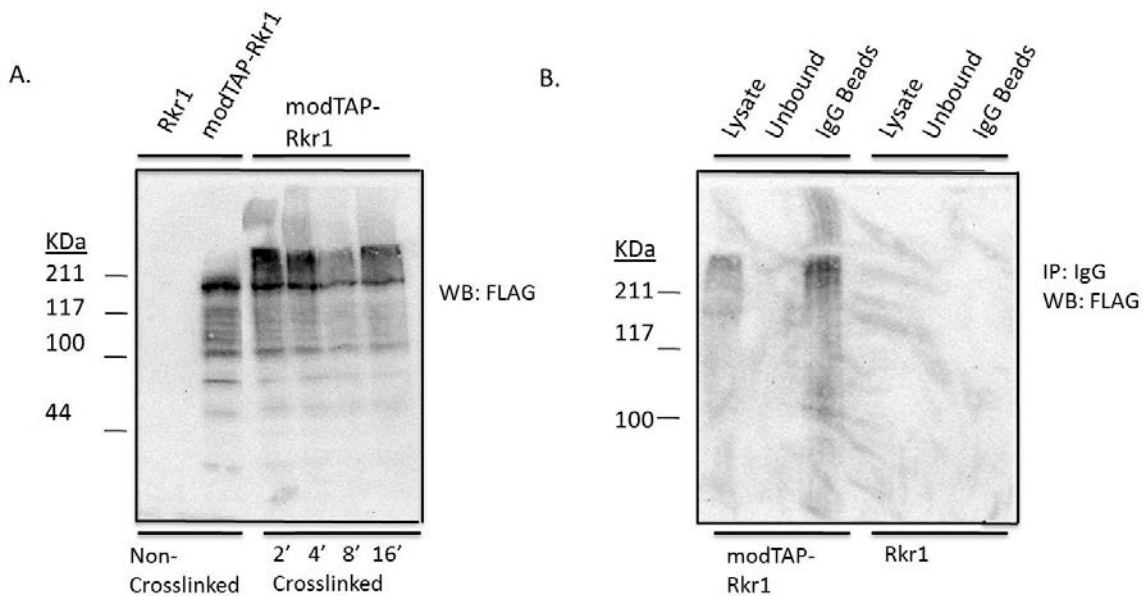 A.
Rkr1
modTAP-Rkr1
modTAP-
Rkr1
KDa
211
117
100
44
WB: FLAG
Non-
Crosslinked
2' 4' 8' 16'
Crosslinked
B.
Lysate
Unbound
IgG Beads
Lysate
Unbound
IgG Beads
KDa
211
117
100
IP: IgG
WB: FLAG
modTAP-
Rkr1
Rkr1